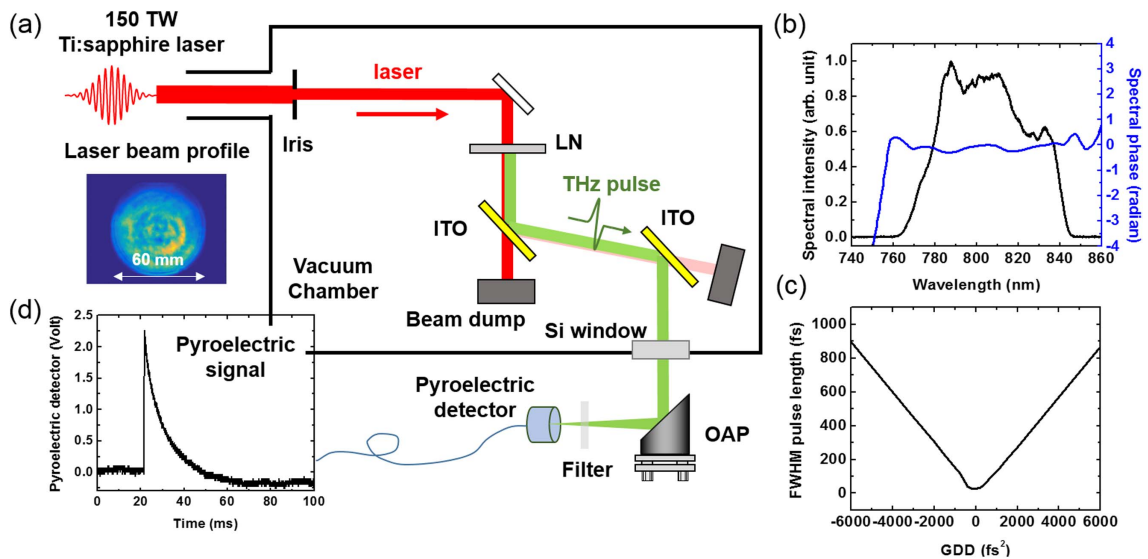 (a)
150 TW
Ti:sapphire laser
laser
Iris
LN
Laser beam profile
60 mm
THz pulse
ITO
ITO
Vacuum
Chamber
Beam dump
Si window
Pyroelectric
detector
Filter
OAP
(b)
Spectral intensity (arb. unit)
1.0
0.8
0.6
0.4
0.2
0.0
740 760 780 800 820 840 860
Wavelength (nm)
4
3
2
1
0
-1
-2
-3
-4
Spectral phase (radian)
(c)
FWHM pulse length (fs)
1000
800
600
400
200
0
-6000 -4000 -2000 0 2000 4000 6000
GDD (fs²)
(d)
Pyroelectric detector (Volt)
2.5
2.0
1.5
1.0
0.5
0.0
Pyroelectric
signal
0 20 40 60 80 100
Time (ms)